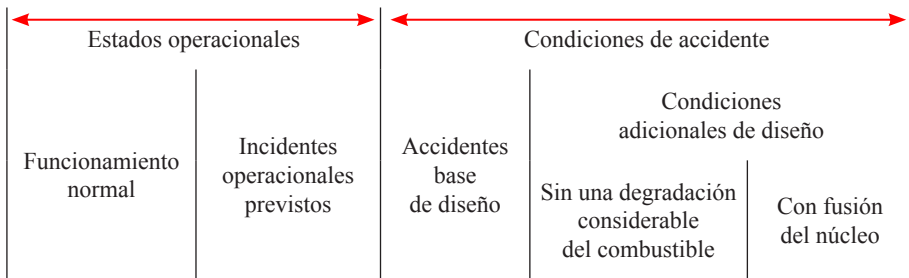 Estados operacionales
Condiciones de accidente
Funcionamiento
normal
Incidentes
operacionales
previstos
Accidentes
base
de diseño
Condiciones
adicionales de diseño
Sin una degradación
considerable
del combustible
Con fusión
del núcleo